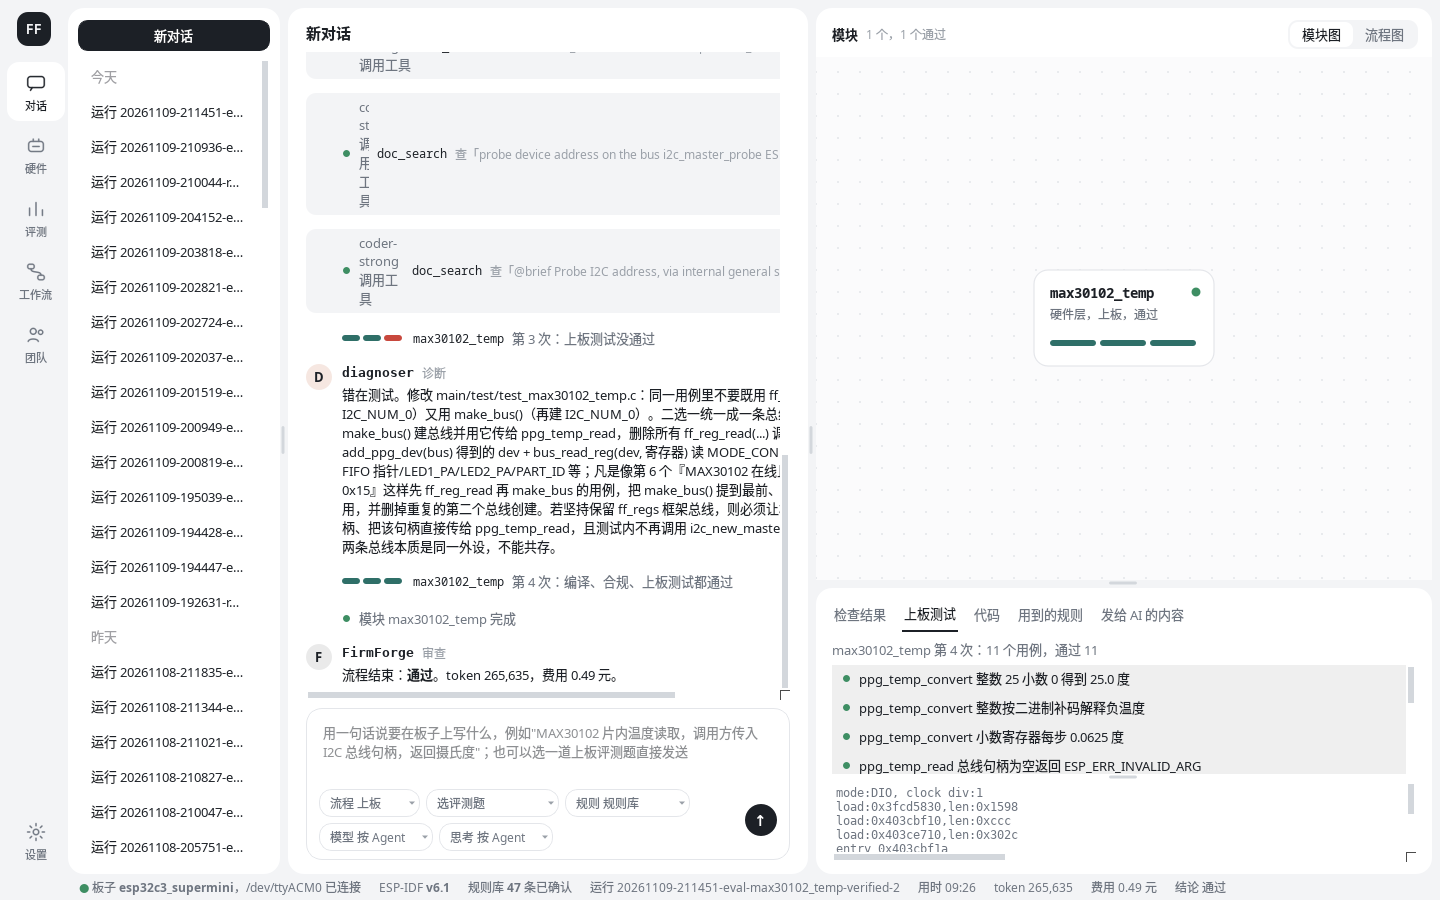 FF
对话
硬件
评测
工作流
团队
设置
新对话
今天
运行 20261109-211451-e...
运行 20261109-210936-e...
运行 20261109-210044-r...
运行 20261109-204152-e...
运行 20261109-203818-e...
运行 20261109-202821-e...
运行 20261109-202724-e...
运行 20261109-202037-e...
运行 20261109-201519-e...
运行 20261109-200949-e...
运行 20261109-200819-e...
运行 20261109-195039-e...
运行 20261109-194428-e...
运行 20261109-194447-e...
运行 20261109-192631-r...
昨天
运行 20261108-211835-e...
运行 20261108-211344-e...
运行 20261108-211021-e...
运行 20261108-210827-e...
运行 20261108-210047-e...
运行 20261108-205751-e...
新对话
调用工具
调
用
工
具
doc_search 查「probe device address on the bus i2c_master_probe ES
coder-
strong
调用工
具
doc_search 查「@brief Probe I2C address, via internal general s
max30102_temp 第 3 次：上板测试没通过
D
diagnoser 诊断
错在测试。修改 main/test/test_max30102_temp.c：同一用例里不要既用 ff_
I2C_NUM_0）又用 make_bus()（再建 I2C_NUM_0）。二选一统一成一条总
make_bus() 建总线并用它传给 ppg_temp_read，删除所有 ff_reg_read(...)
add_ppg_dev(bus) 得到的 dev + bus_read_reg(dev, 寄存器) 读 MODE_CON
FIFO 指针/LED1_PA/LED2_PA/PART_ID 等；凡是像第 6 个『MAX30102 在线
0x15』这样先 ff_reg_read 再 make_bus 的用例，把 make_bus() 提到最前、
用，并删掉重复的第二个总线创建。若坚持保留 ff_regs 框架总线，则必须让
柄、把该句柄直接传给 ppg_temp_read，且测试内不再调用 i2c_new_maste
两条总线本质是同一外设，不能共存。
max30102_temp 第 4 次：编译、合规、上板测试都通过
模块 max30102_temp 完成
F
FirmForge 审查
流程结束：通过。token 265,635，费用 0.49 元。
用一句话说要在板子上写什么，例如"MAX30102 片内温度读取，调用方传入
I2C 总线句柄，返回摄氏度"；也可以选一道上板评测题直接发送
流程 上板
选评测题
规则 规则库
模型 按 Agent
思考 按 Agent
模块 1 个，1 个通过
模块图
流程图
max30102_temp
硬件层，上板，通过
检查结果
上板测试
代码
用到的规则
发给 AI 的内容
max30102_temp 第 4 次：11 个用例，通过 11
ppg_temp_convert 整数 25 小数 0 得到 25.0 度
ppg_temp_convert 整数按二进制补码解释负温度
ppg_temp_convert 小数寄存器每步 0.0625 度
ppg_temp_read 总线句柄为空返回 ESP_ERR_INVALID_ARG
mode:DIO, clock div:1
load:0x3fcd5830,len:0x1598
load:0x403cbf10,len:0xccc
load:0x403ce710,len:0x302c
entry 0x403cbf1a
板子 esp32c3_supermini，/dev/ttyACM0 已连接
ESP-IDF v6.1
规则库 47 条已确认
运行 20261109-211451-eval-max30102_temp-verified-2
用时 09:26
token 265,635
费用 0.49 元
结论 通过